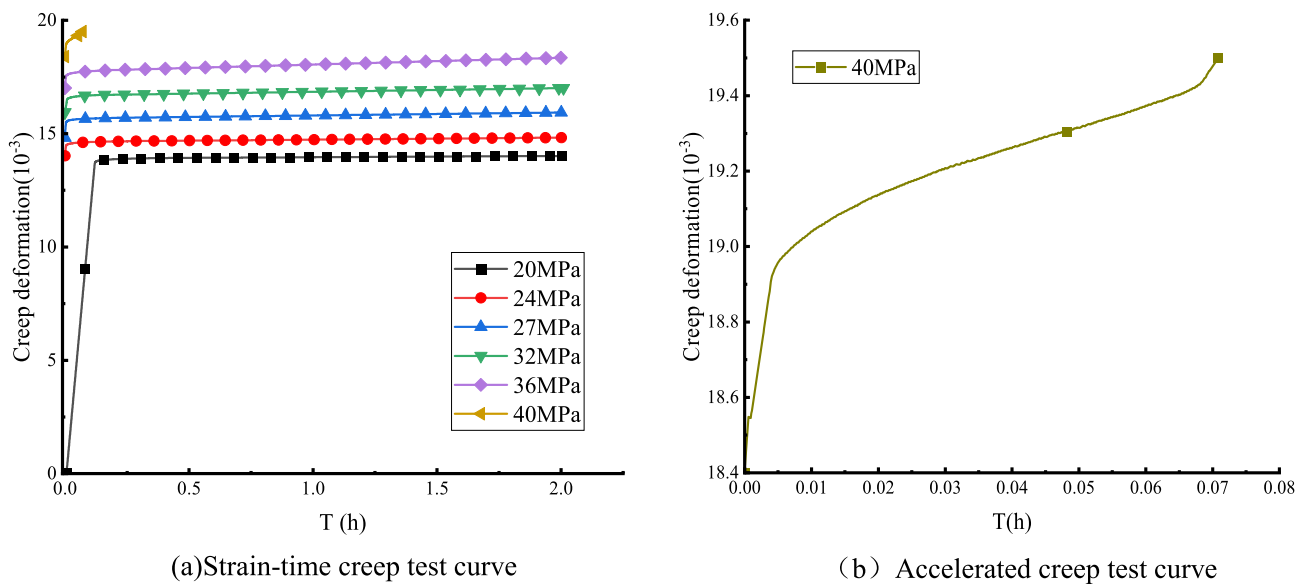 20
15
10
5
0
Creep deformation(10⁻³)
0.0 0.5 1.0 1.5 2.0
T (h)
20MPa
24MPa
27MPa
32MPa
36MPa
40MPa
(a)Strain-time creep test curve
19.6
19.4
19.2
19.0
18.8
18.6
18.4
Creep deformation(10⁻³)
0.00 0.01 0.02 0.03 0.04 0.05 0.06 0.07 0.08
T(h)
40MPa
(b）Accelerated creep test curve